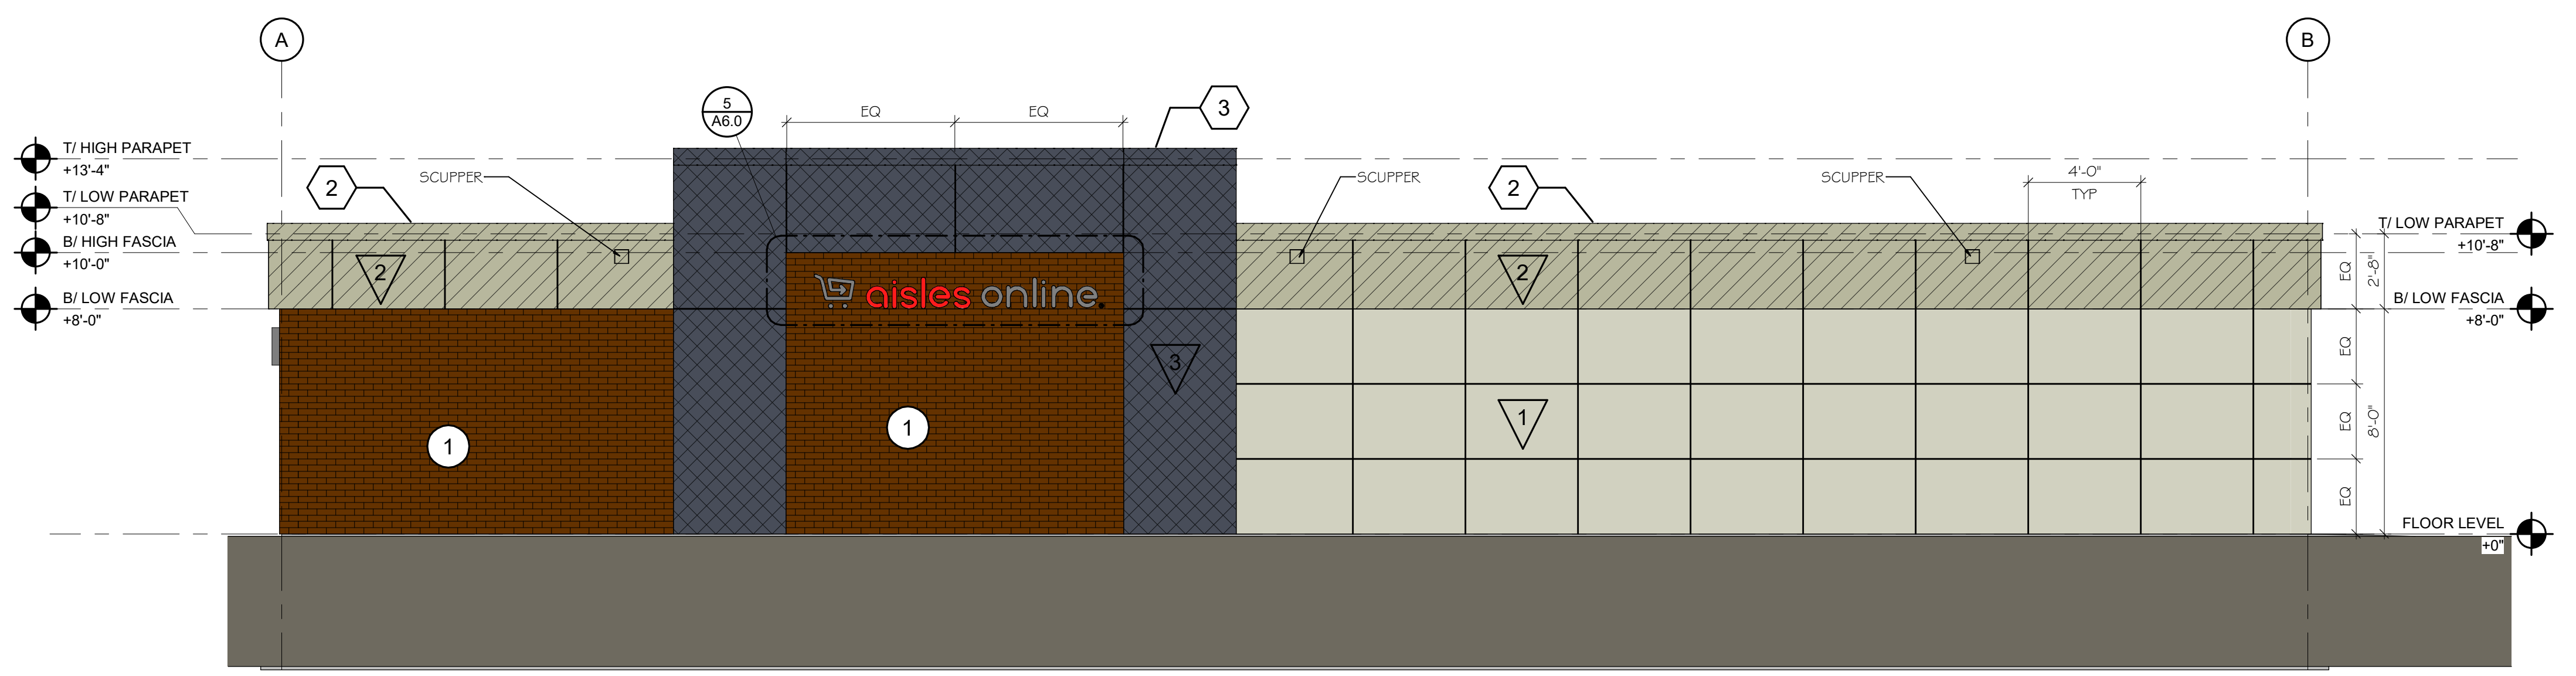 A
B
5
A6.0
EQ
EQ
3
T/ HIGH PARAPET
+13'-4"
2
SCUPPER
SCUPPER
2
SCUPPER
4'-0"
TYP
T/ LOW PARAPET
+10'-8"
T/ LOW PARAPET
+10'-8"
B/ HIGH FASCIA
+10'-0"
2
2
EQ
2'-8"
aisles online.
B/ LOW FASCIA
+8'-0"
B/ LOW FASCIA
+8'-0"
EQ
3
1
1
1
EQ
8'-0"
EQ
FLOOR LEVEL
+0"